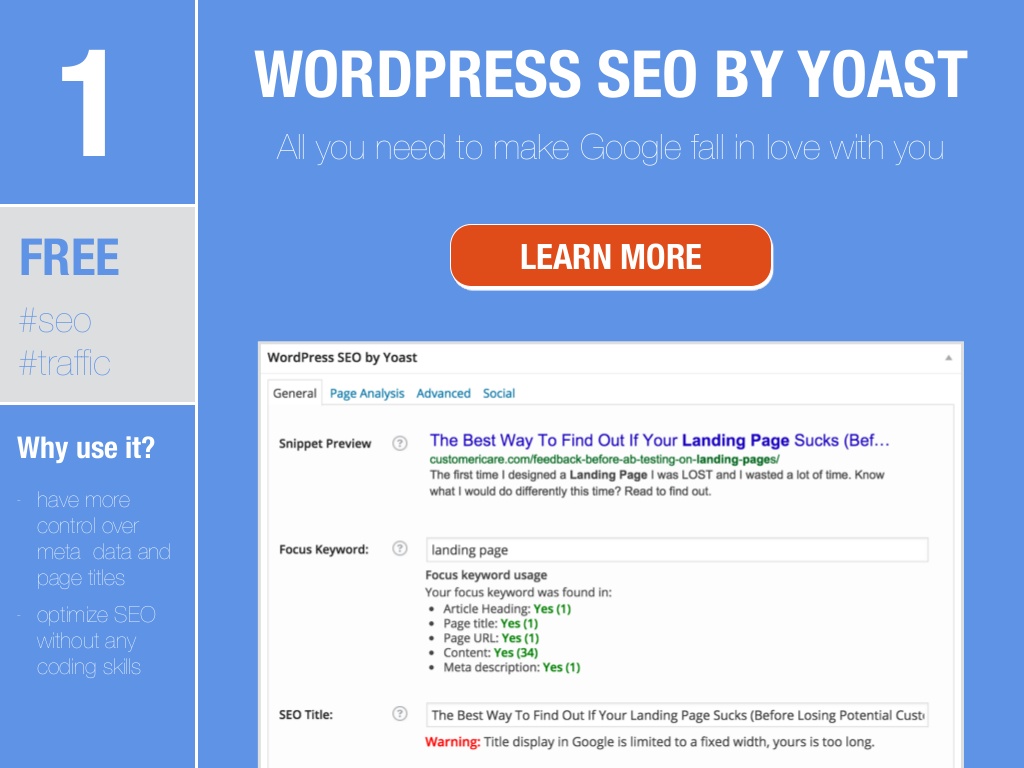 1
WORDPRESS SEO BY YOAST
All you need to make Google fall in love with you
FREE
#seo
#traffic
LEARN MORE
Why use it?
- have more
control over
meta data and
page titles
- optimize SEO
without any
coding skills
WordPress SEO by Yoast
General Page Analysis Advanced Social
Snippet Preview ? The Best Way To Find Out If Your Landing Page Sucks (Bef...
customericare.com/feedback-before-ab-testing-on-landing-pages/
The first time I designed a Landing Page I was LOST and I wasted a lot of time. Know
what I would do differently this time? Read to find out.
Focus Keyword: ? landing page
Focus keyword usage
Your focus keyword was found in:
• Article Heading: Yes (1)
• Page title: Yes (1)
• Page URL: Yes (1)
• Content: Yes (34)
• Meta description: Yes (1)
SEO Title: ? The Best Way To Find Out If Your Landing Page Sucks (Before Losing Potential Cust
Warning: Title display in Google is limited to a fixed width, yours is too long.